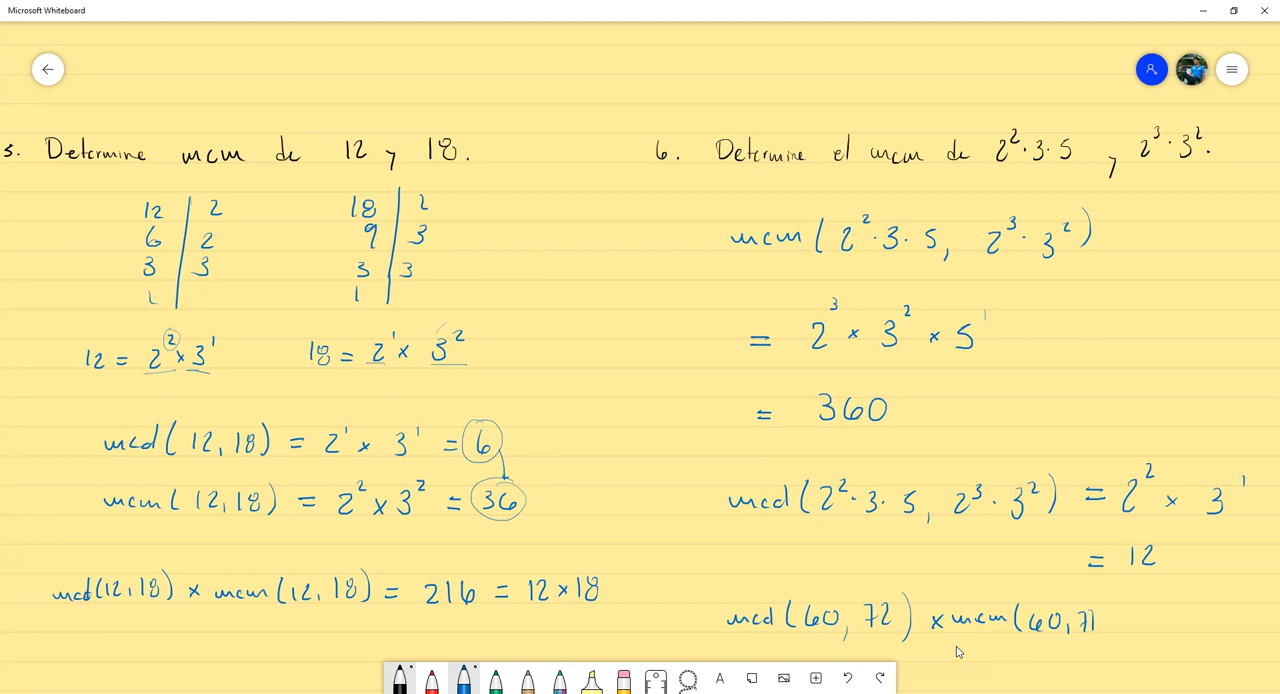 Microsoft Whiteboard
5. Determine mcm de 12 y 18.
12 | 2
6 | 2
3 | 3
1
18 | 2
9 | 3
3 | 3
1
12 = 2² × 3¹
18 = 2¹ × 3²
mcd(12,18) = 2¹ × 3¹ = 6
mcm(12,18) = 2² × 3² = 36
mcd(12,18) × mcm(12,18) = 216 = 12 × 18
6. Determine el mcm de 2²·3·5 y 2³·3².
mcm(2²·3·5, 2³·3²)
= 2³ × 3² × 5¹
= 360
mcd(2²·3·5, 2³·3²) = 2² × 3¹
= 12
mcd(60, 72) × mcm(60,7
A